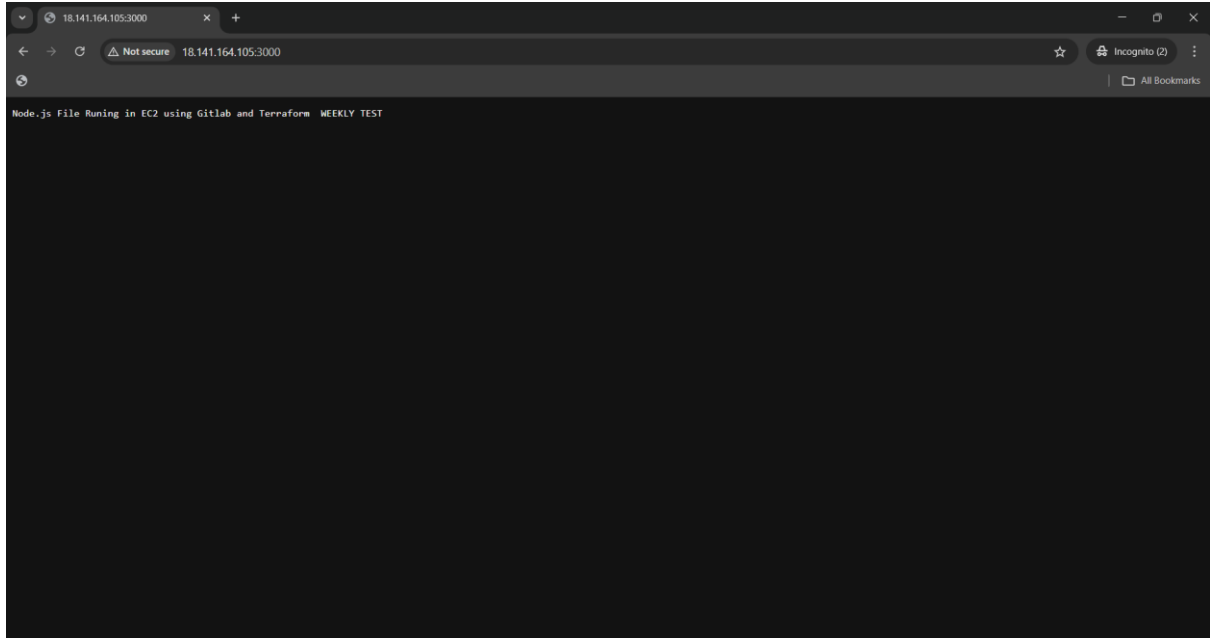 18.141.164.105:3000
Not secure 18.141.164.105:3000
Incognito (2)
All Bookmarks
Node.js File Runing in EC2 using Gitlab and Terraform  WEEKLY TEST